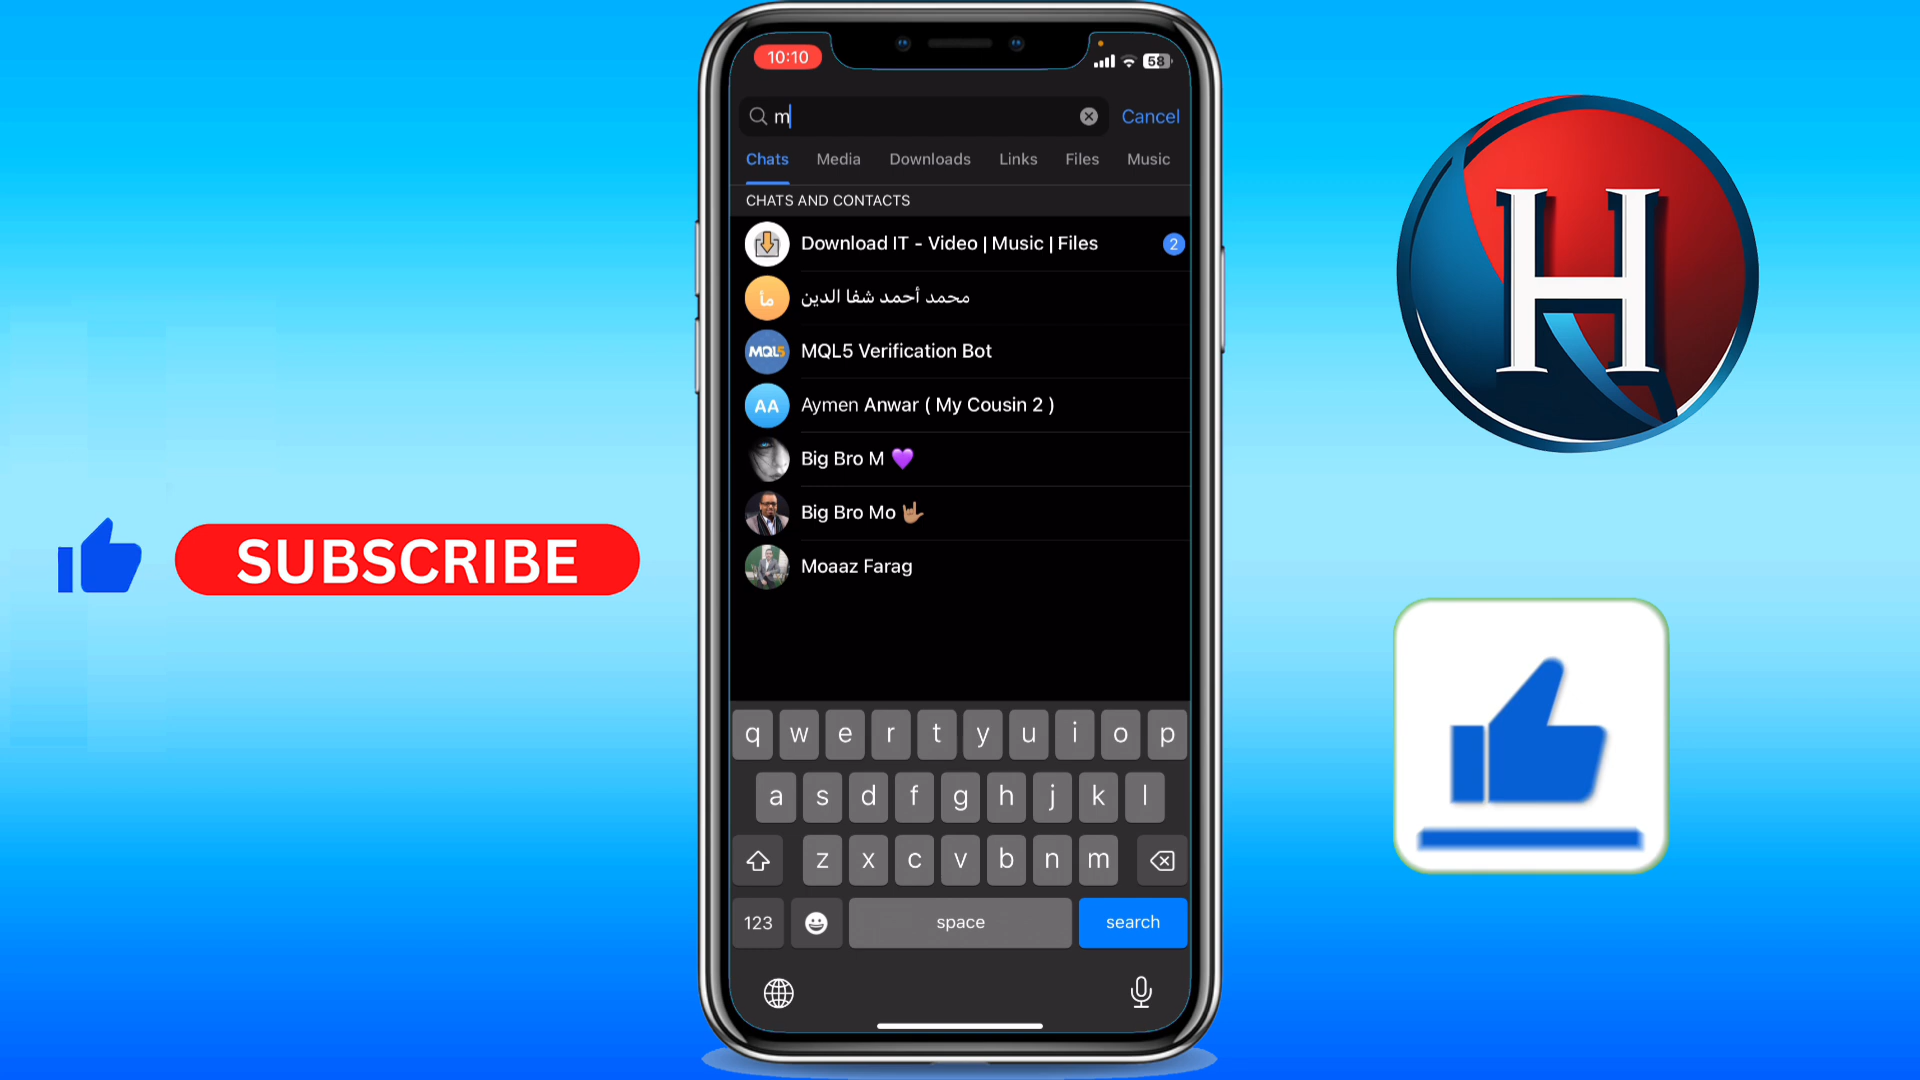 10:10
58
m
Cancel
Chats Media Downloads Links Files Music
CHATS AND CONTACTS
Download IT - Video | Music | Files 2
مأ محمد أحمد شفا الدين
MQL5 MQL5 Verification Bot
AA Aymen Anwar ( My Cousin 2 )
Big Bro M 💜
Big Bro Mo 🤟🏽
Moaaz Farag
SUBSCRIBE
H
q w e r t y u i o p
a s d f g h j k l
z x c v b n m
123 space search